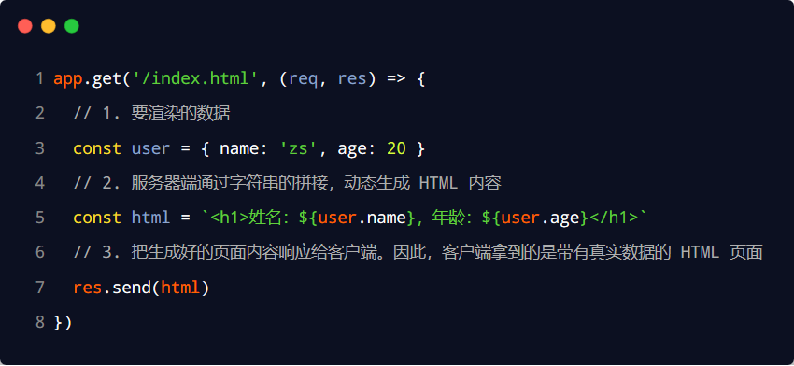 1 app.get('/index.html', (req, res) => {
2 // 1. 要渲染的数据
3 const user = { name: 'zs', age: 20 }
4 // 2. 服务器端通过字符串的拼接，动态生成 HTML 内容
5 const html = `<h1>姓名：${user.name}，年龄：${user.age}</h1>`
6 // 3. 把生成好的页面内容响应给客户端。因此，客户端拿到的是带有真实数据的 HTML 页面
7 res.send(html)
8 })